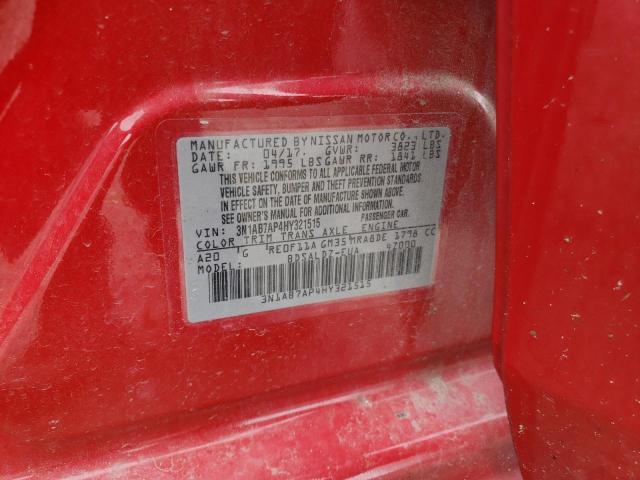 MANUFACTURED BY NISSAN MOTOR CO., LTD.
DATE: 04/17. GVWR: 3823 LBS
GAWR FR: 1995 LBS GAWR RR: 1841 LBS
THIS VEHICLE CONFORMS TO ALL APPLICABLE FEDERAL MOTOR
VEHICLE SAFETY, BUMPER AND THEFT PREVENTION STANDARDS
IN EFFECT ON THE DATE OF MANUFACTURE SHOWN ABOVE.
SEE OWNER'S MANUAL FOR ADDITIONAL INFORMATION.
VIN: 3N1AB7AP4HY321515 PASSENGER CAR.
COLOR TRIM TRANS AXLE ENGINE
A20 G RE0F11A GM35 MRA8DE 1798 CC
MODEL: BDSALDZ-EUA 47000
3N1AB7AP4HY321515